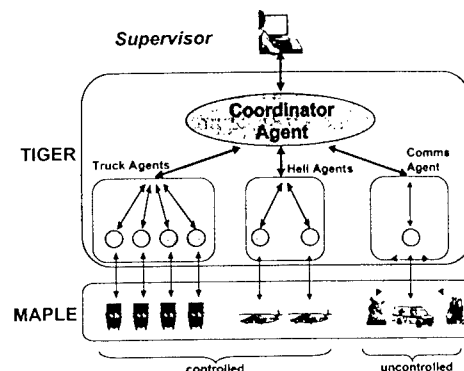 Supervisor
Coordinator
Agent
TIGER
Truck Agents
Heli Agents
Comms
Agent
MAPLE
controlled
uncontrolled